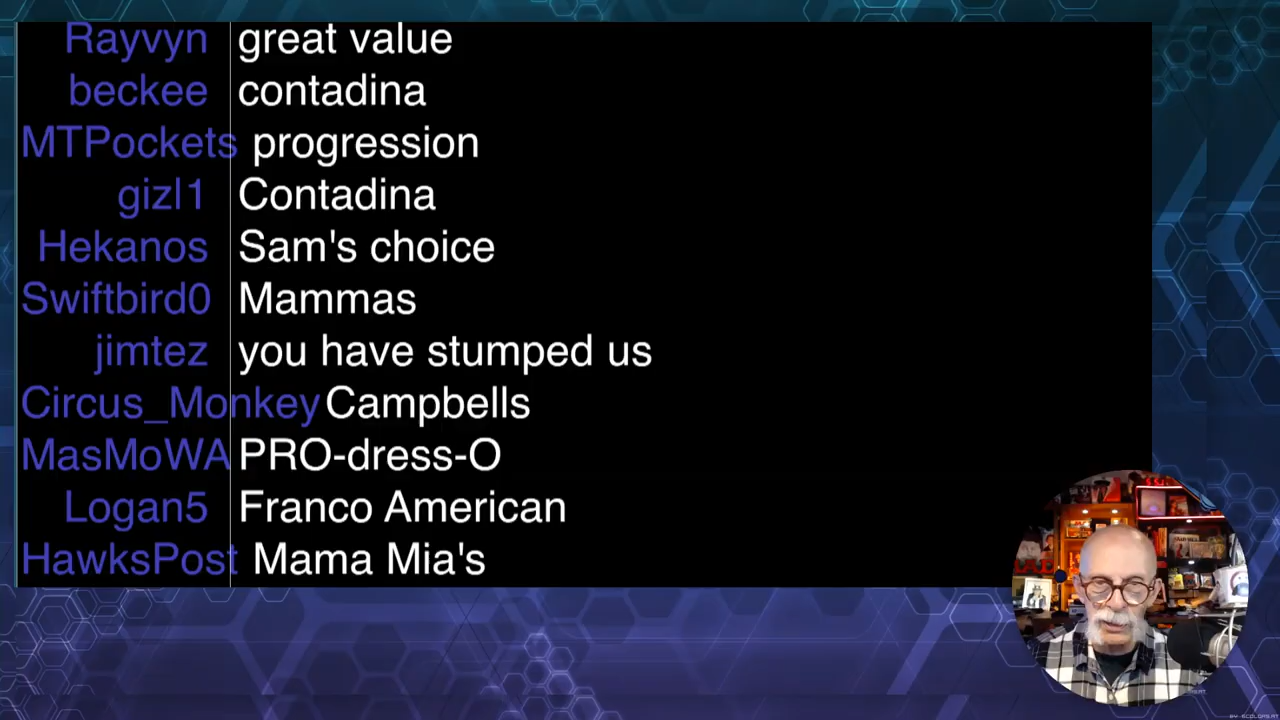 Rayvyn great value
beckee contadina
MTPockets progression
gizl1 Contadina
Hekanos Sam's choice
Swiftbird0 Mammas
jimtez you have stumped us
Circus_Monkey Campbells
MasMoWA PRO-dress-O
Logan5 Franco American
HawksPost Mama Mia's